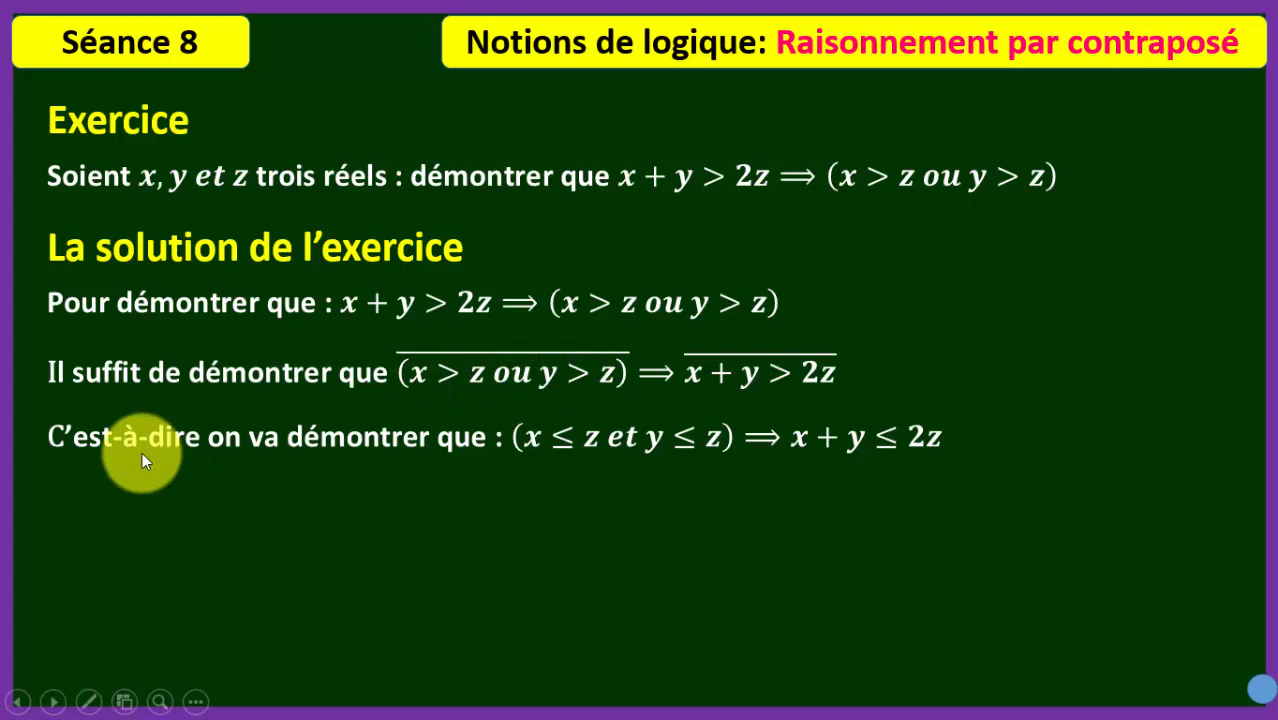 Séance 8
Notions de logique: Raisonnement par contraposé
Exercice
Soient x, y et z trois réels : démontrer que x + y > 2z ⟹ (x > z ou y > z)
La solution de l’exercice
Pour démontrer que : x + y > 2z ⟹ (x > z ou y > z)
Il suffit de démontrer que \overline{(x > z ou y > z)} ⟹ \overline{x + y > 2z}
C’est-à-dire on va démontrer que : (x ≤ z et y ≤ z) ⟹ x + y ≤ 2z